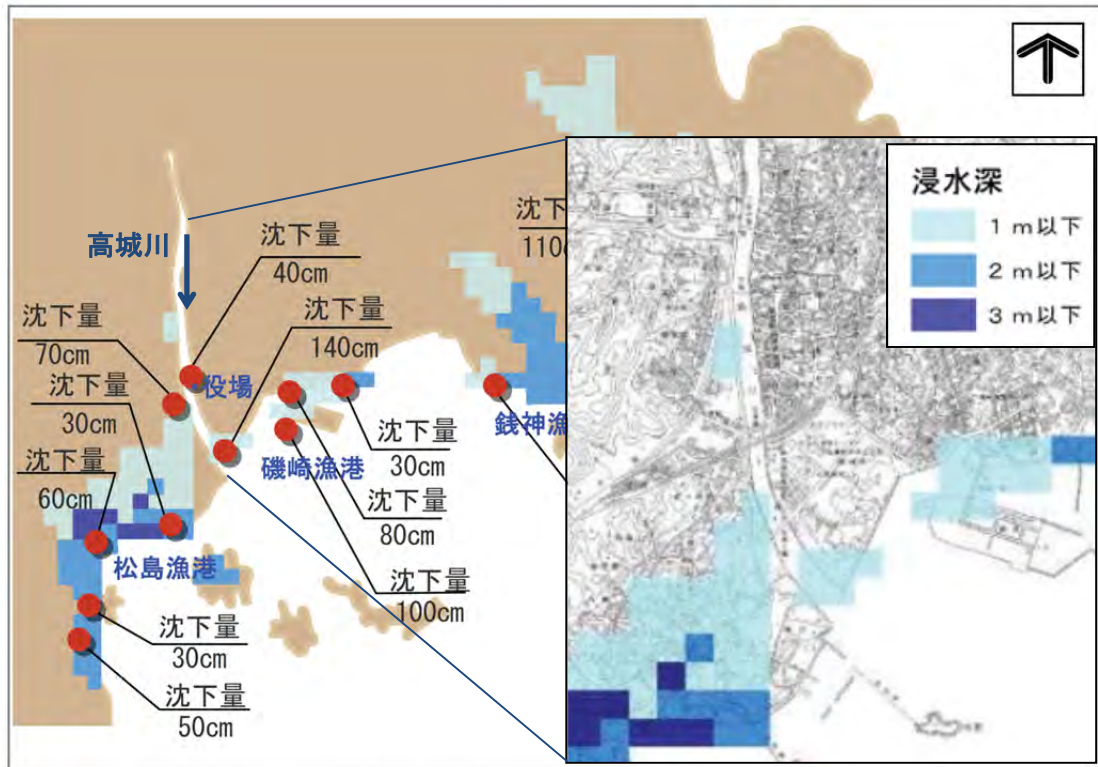 浸水深
1 m以下
2 m以下
3 m以下
高城川
沈下量
40cm
沈下量
140cm
沈下量
70cm
沈下量
30cm
沈下量
60cm
役場
磯崎漁港
松島漁港
沈下量
30cm
沈下量
80cm
沈下量
100cm
沈下量
30cm
沈下量
50cm
沈下
110
銭神漁